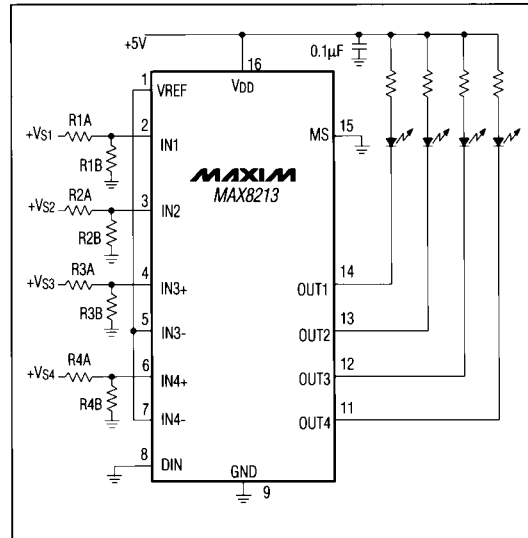 +5V
0.1µF
16
VDD
1
VREF
+VS1
R1A
2
IN1
R1B
MS
15
MAXIM
MAX8213
+VS2
R2A
3
IN2
R2B
+VS3
R3A
4
IN3+
R3B
14
OUT1
5
IN3-
13
OUT2
+VS4
R4A
6
IN4+
R4B
12
OUT3
7
IN4-
11
OUT4
8
DIN
GND
9